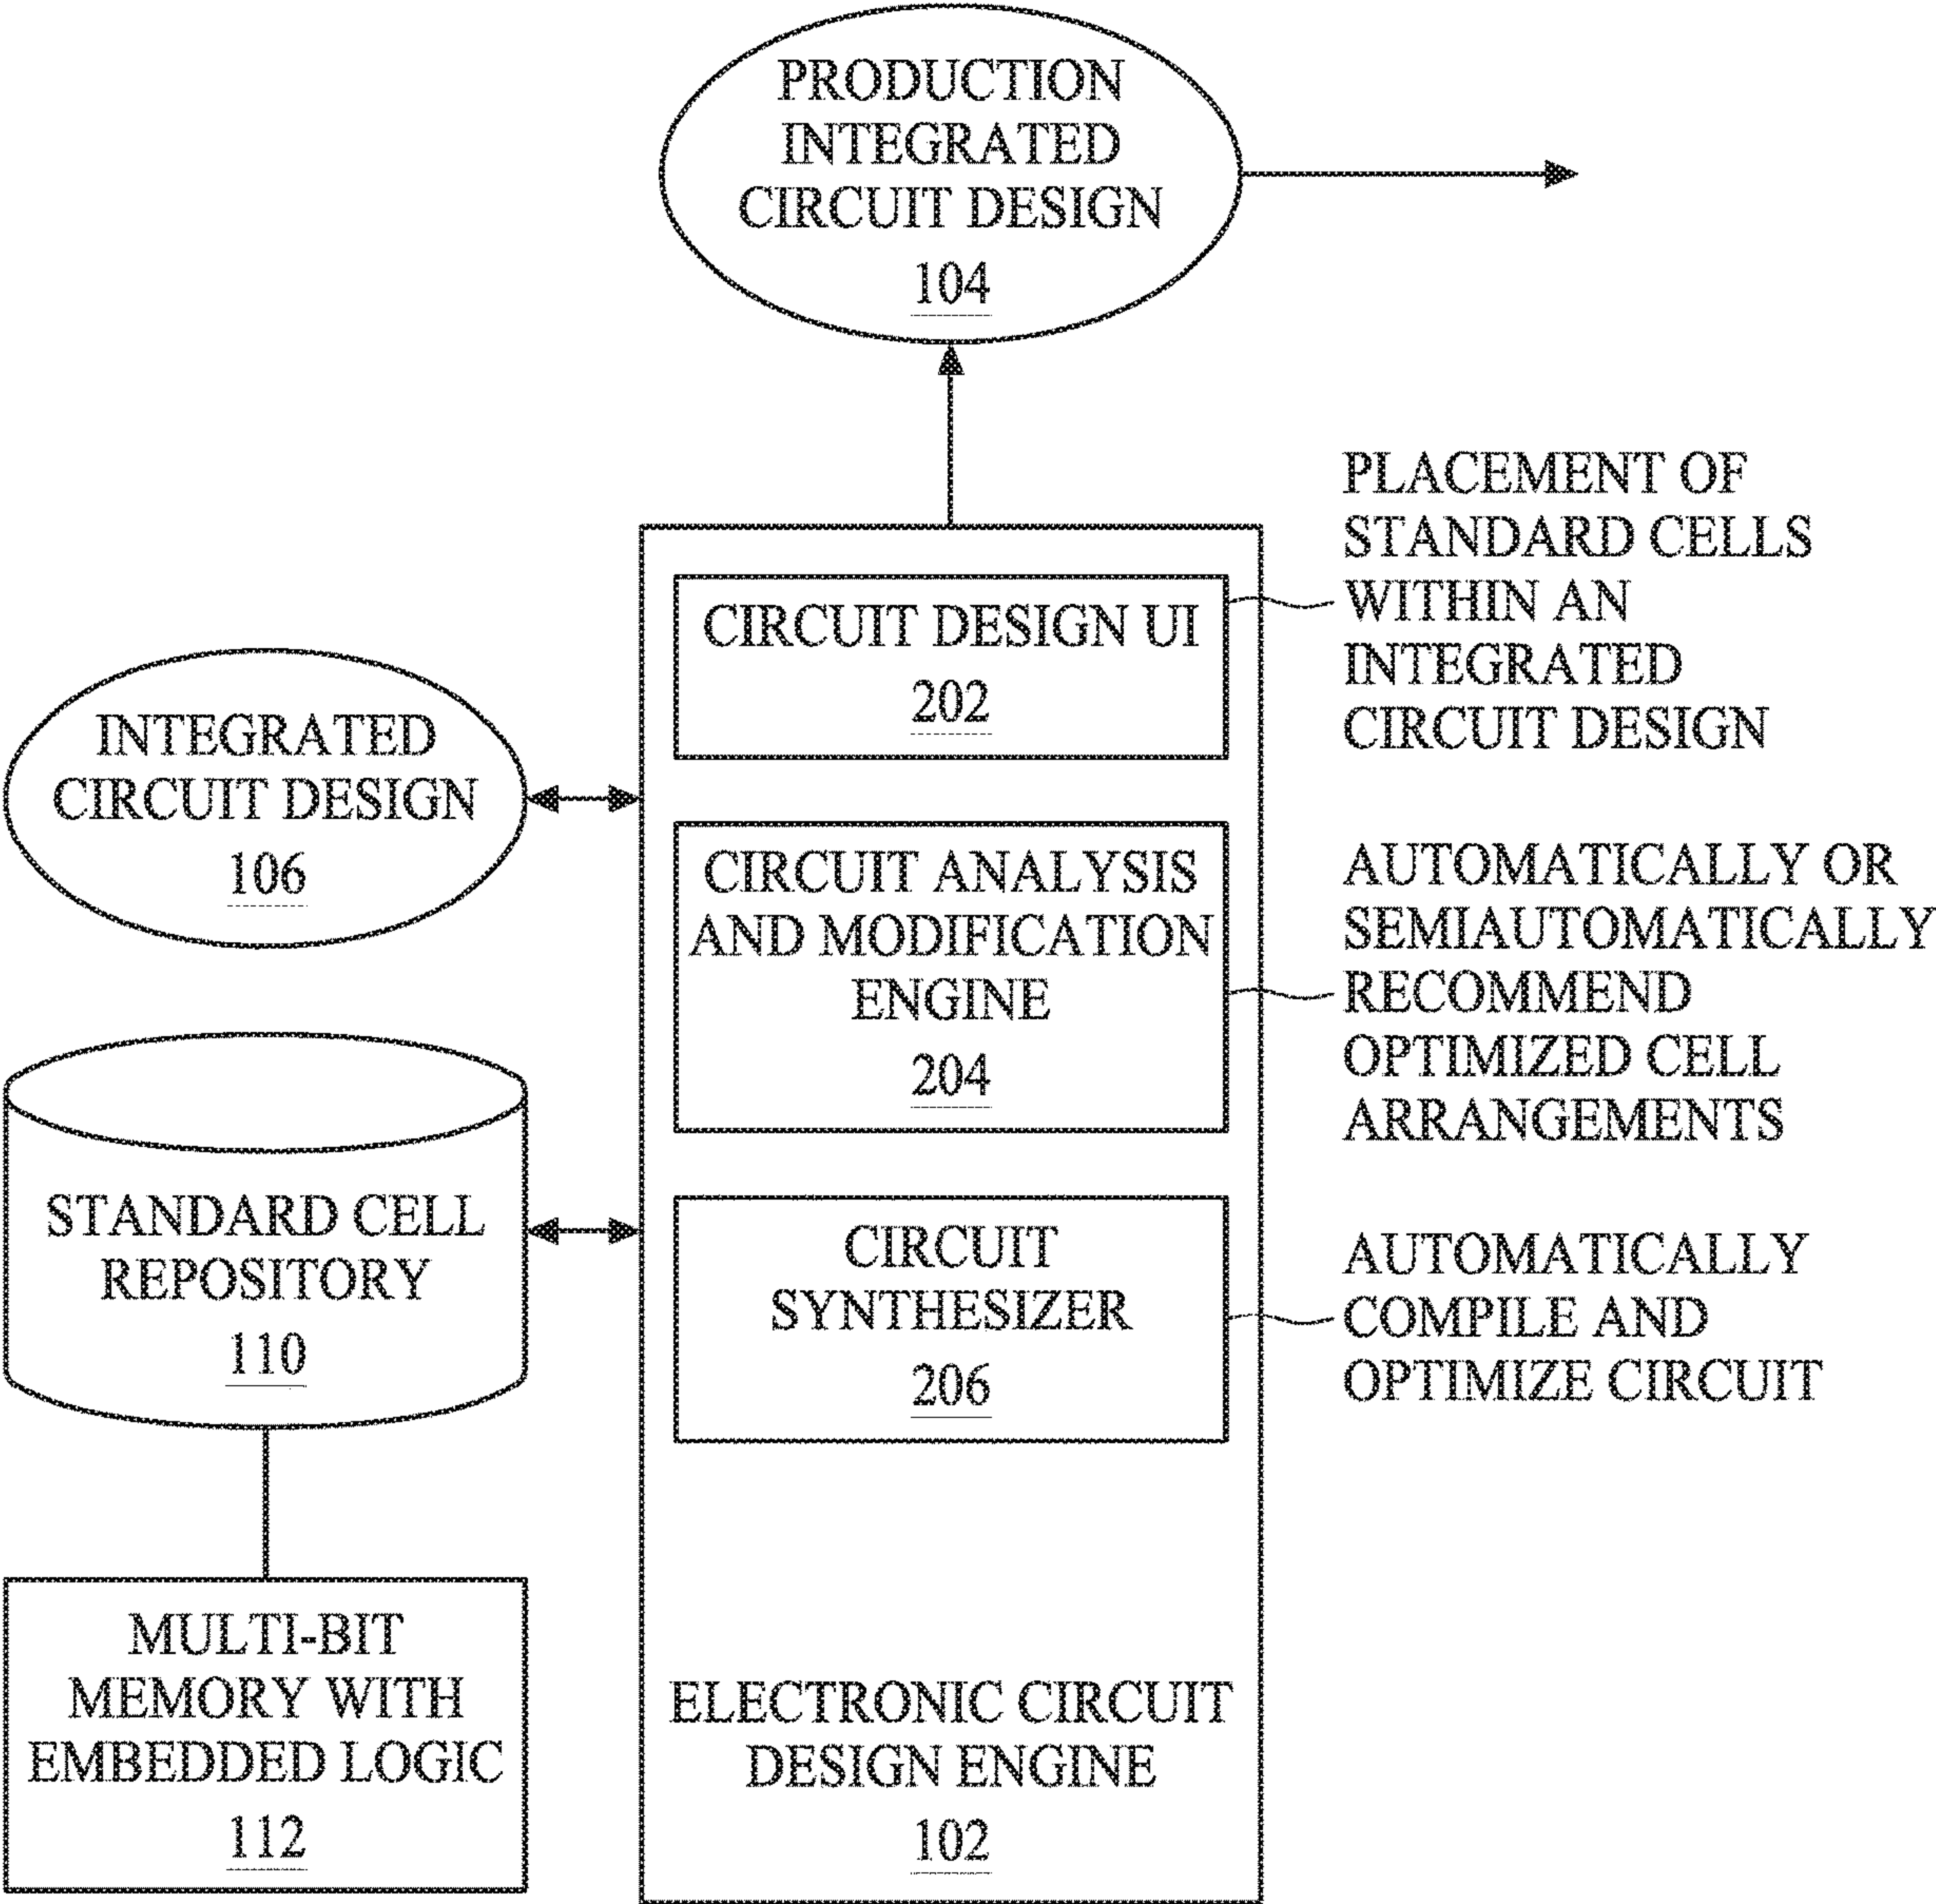 PRODUCTION
INTEGRATED
CIRCUIT DESIGN
104
PLACEMENT OF
STANDARD CELLS
WITHIN AN
INTEGRATED
CIRCUIT DESIGN
CIRCUIT DESIGN UI
202
INTEGRATED
CIRCUIT DESIGN
106
CIRCUIT ANALYSIS
AND MODIFICATION
ENGINE
204
AUTOMATICALLY OR
SEMIAUTOMATICALLY
RECOMMEND
OPTIMIZED CELL
ARRANGEMENTS
STANDARD CELL
REPOSITORY
110
CIRCUIT
SYNTHESIZER
206
AUTOMATICALLY
COMPILE AND
OPTIMIZE CIRCUIT
MULTI-BIT
MEMORY WITH
EMBEDDED LOGIC
112
ELECTRONIC CIRCUIT
DESIGN ENGINE
102